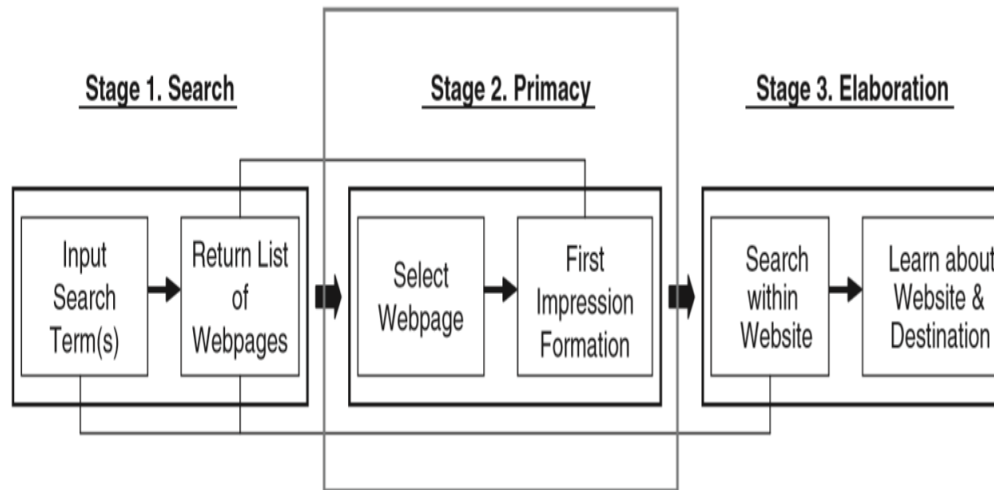 Stage 1. Search
Stage 2. Primacy
Stage 3. Elaboration
Input
Search
Term(s)
Return List
of
Webpages
Select
Webpage
First
Impression
Formation
Search
within
Website
Learn about
Website &
Destination